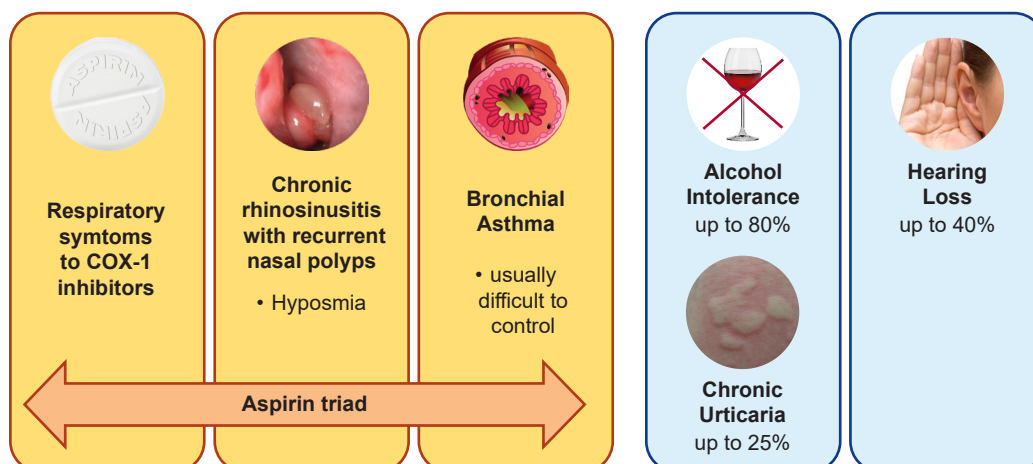 ASPIRIN
ASPIRIN
Respiratory
symtoms
to COX-1
inhibitors
Chronic
rhinosinusitis
with recurrent
nasal polyps
• Hyposmia
Bronchial
Asthma
• usually
difficult to
control
Aspirin triad
Alcohol
Intolerance
up to 80%
Chronic
Urticaria
up to 25%
Hearing
Loss
up to 40%